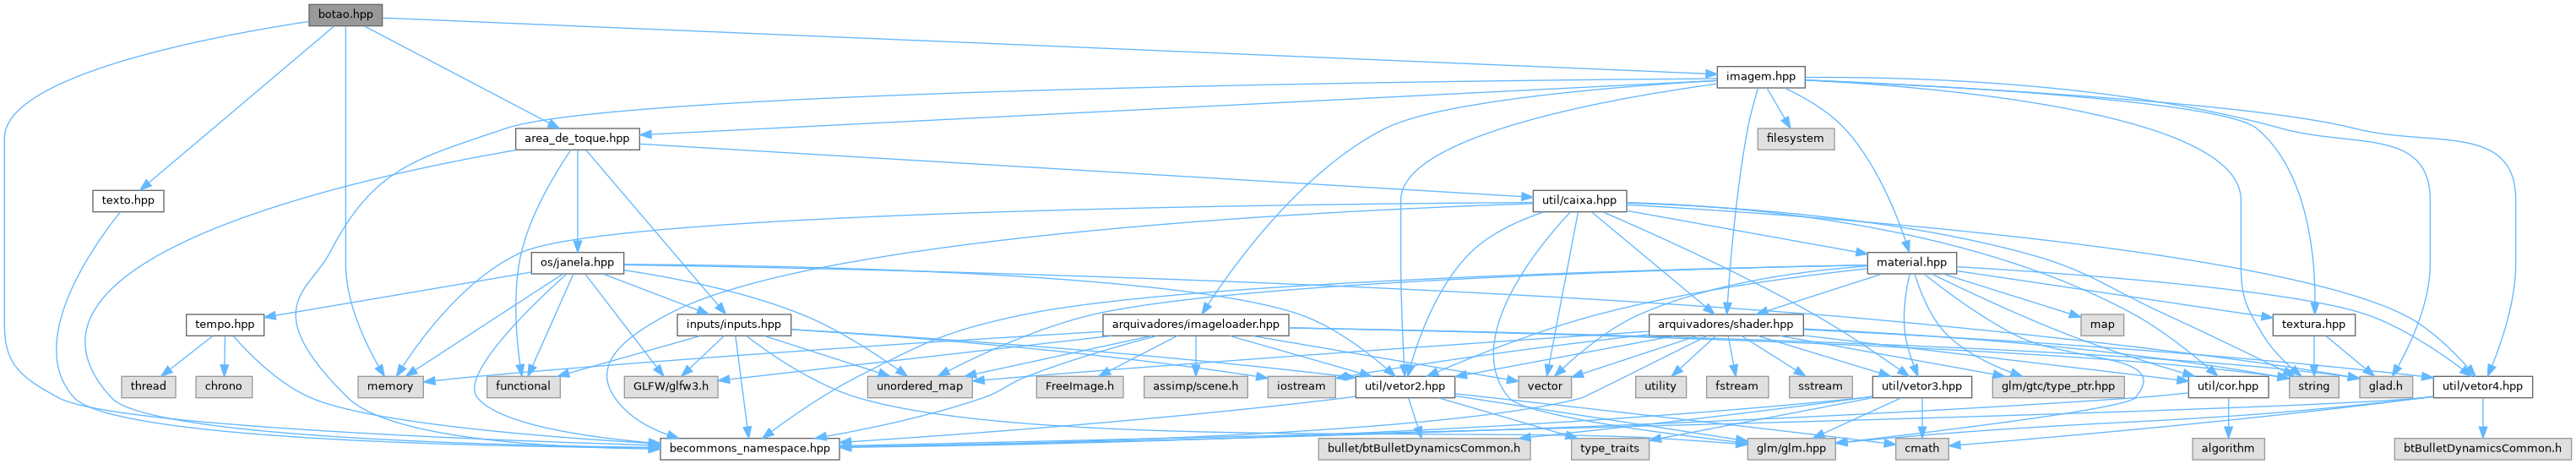 botao.hpp
imagem.hpp
area_de_toque.hpp
filesystem
texto.hpp
util/caixa.hpp
os/janela.hpp
material.hpp
tempo.hpp
inputs/inputs.hpp
arquivadores/imageloader.hpp
arquivadores/shader.hpp
map
textura.hpp
thread
chrono
memory
functional
GLFW/glfw3.h
unordered_map
FreeImage.h
assimp/scene.h
iostream
util/vetor2.hpp
vector
utility
fstream
sstream
util/vetor3.hpp
glm/gtc/type_ptr.hpp
util/cor.hpp
string
glad.h
util/vetor4.hpp
becommons_namespace.hpp
bullet/btBulletDynamicsCommon.h
type_traits
glm/glm.hpp
cmath
algorithm
btBulletDynamicsCommon.h